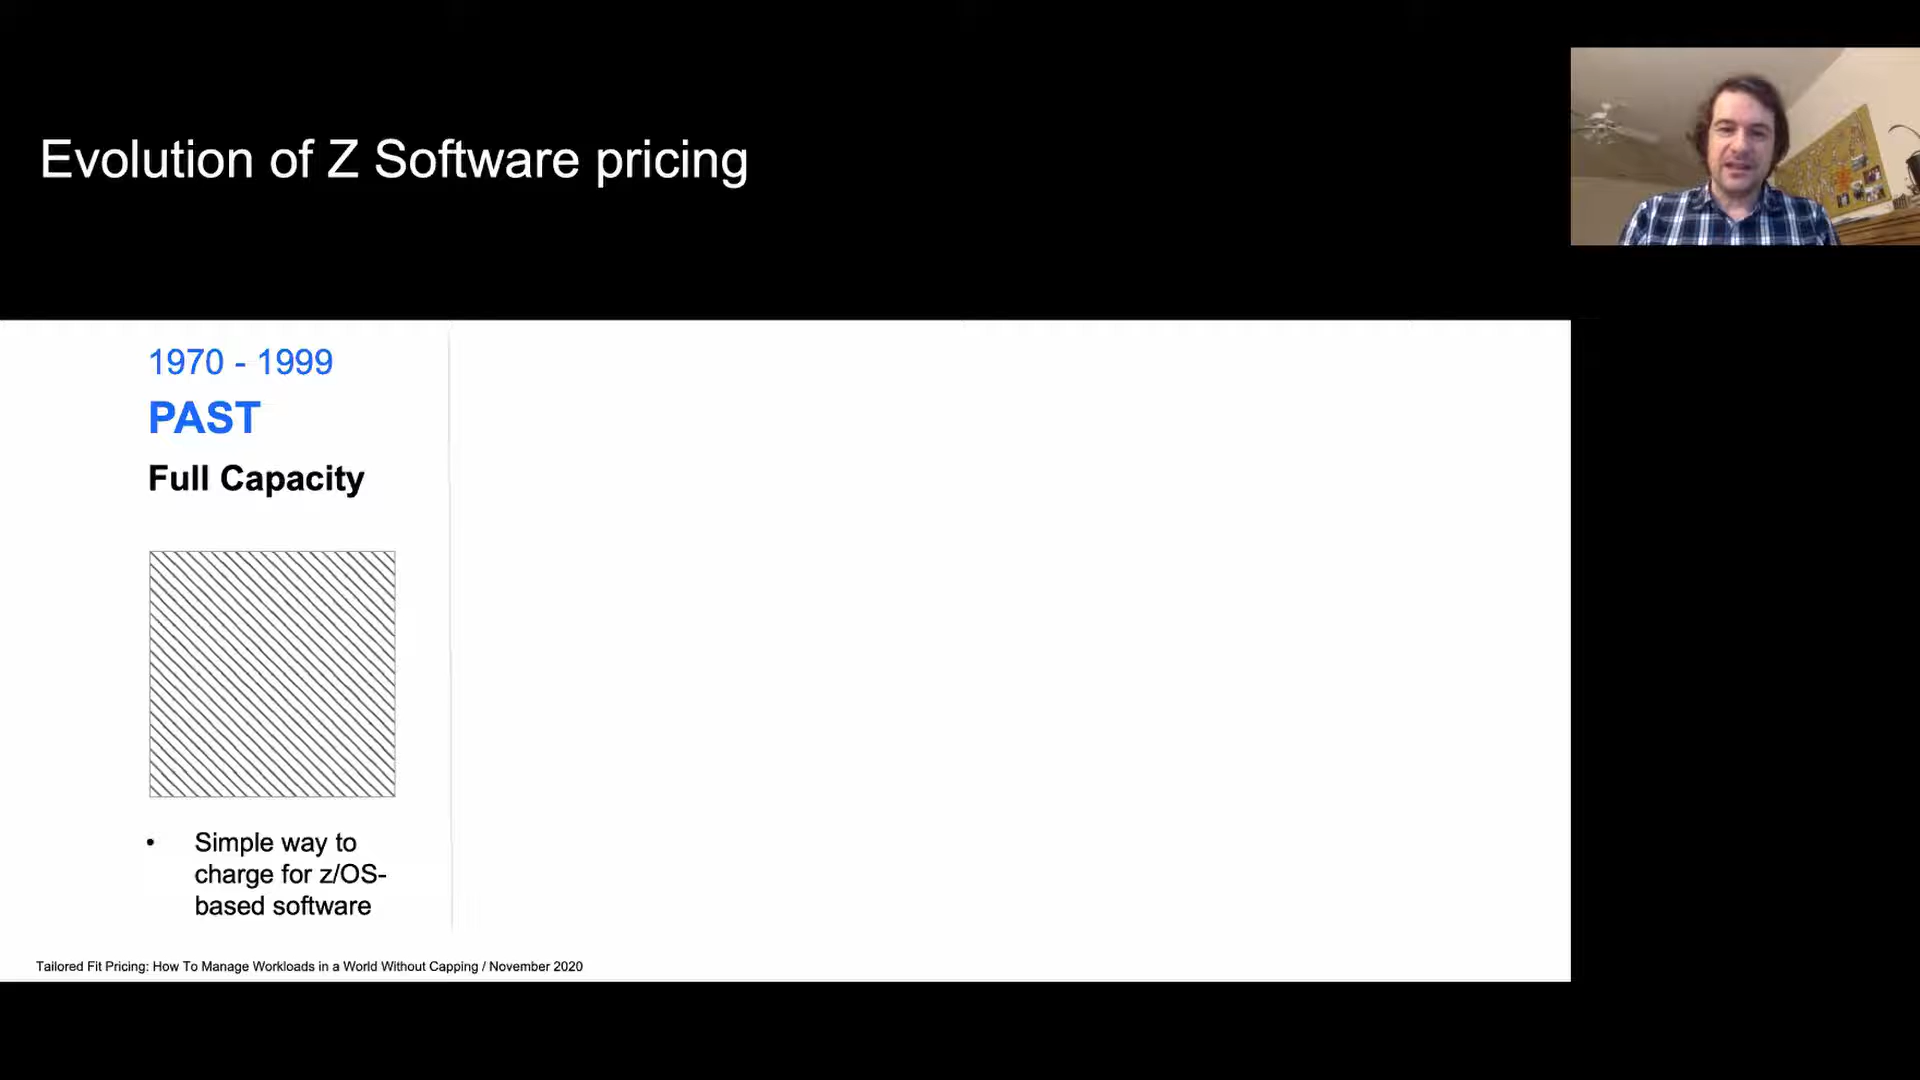 Evolution of Z Software pricing
1970 - 1999
PAST
Full Capacity
• Simple way to
charge for z/OS-
based software
Tailored Fit Pricing: How To Manage Workloads in a World Without Capping / November 2020